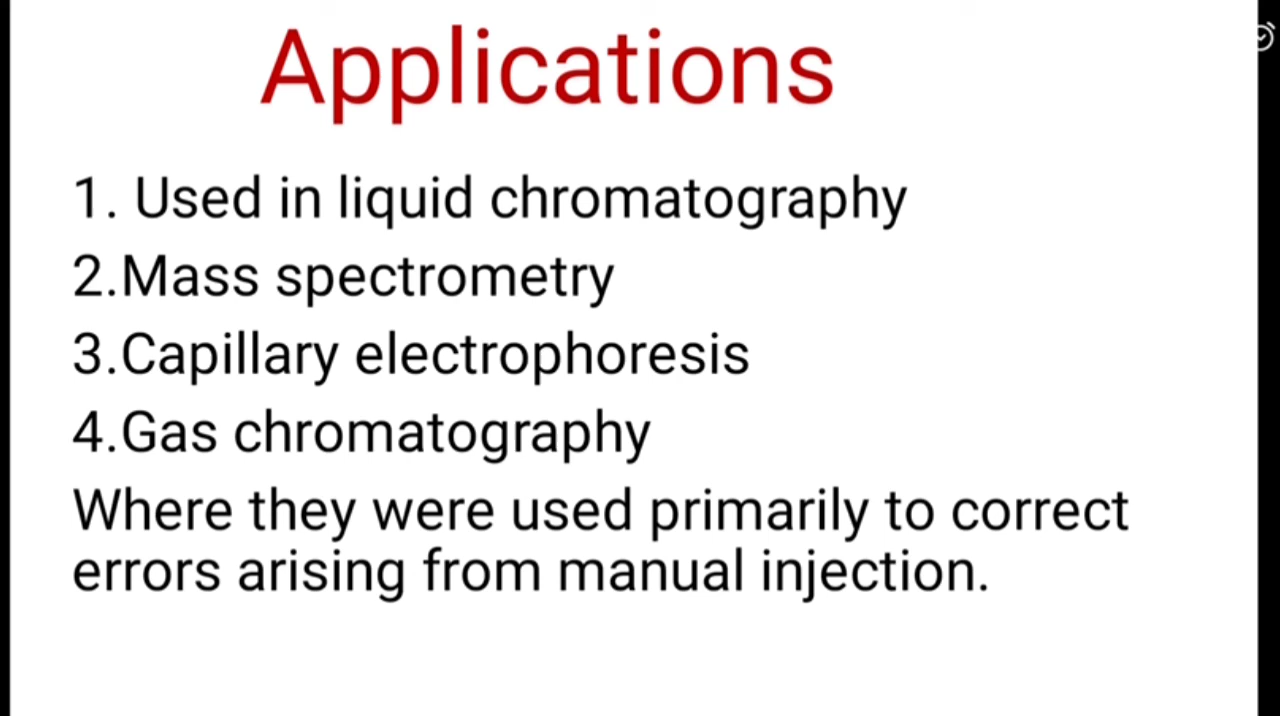 Applications
1. Used in liquid chromatography
2.Mass spectrometry
3.Capillary electrophoresis
4.Gas chromatography
Where they were used primarily to correct
errors arising from manual injection.